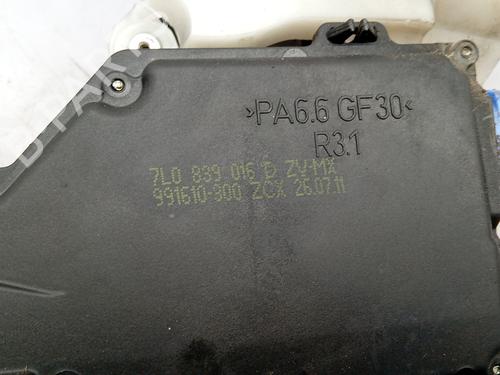 >PA6.6 GF30<
R3.1
7L0 839 016 D ZV-MX
991610-300 ZCX 26.07.11